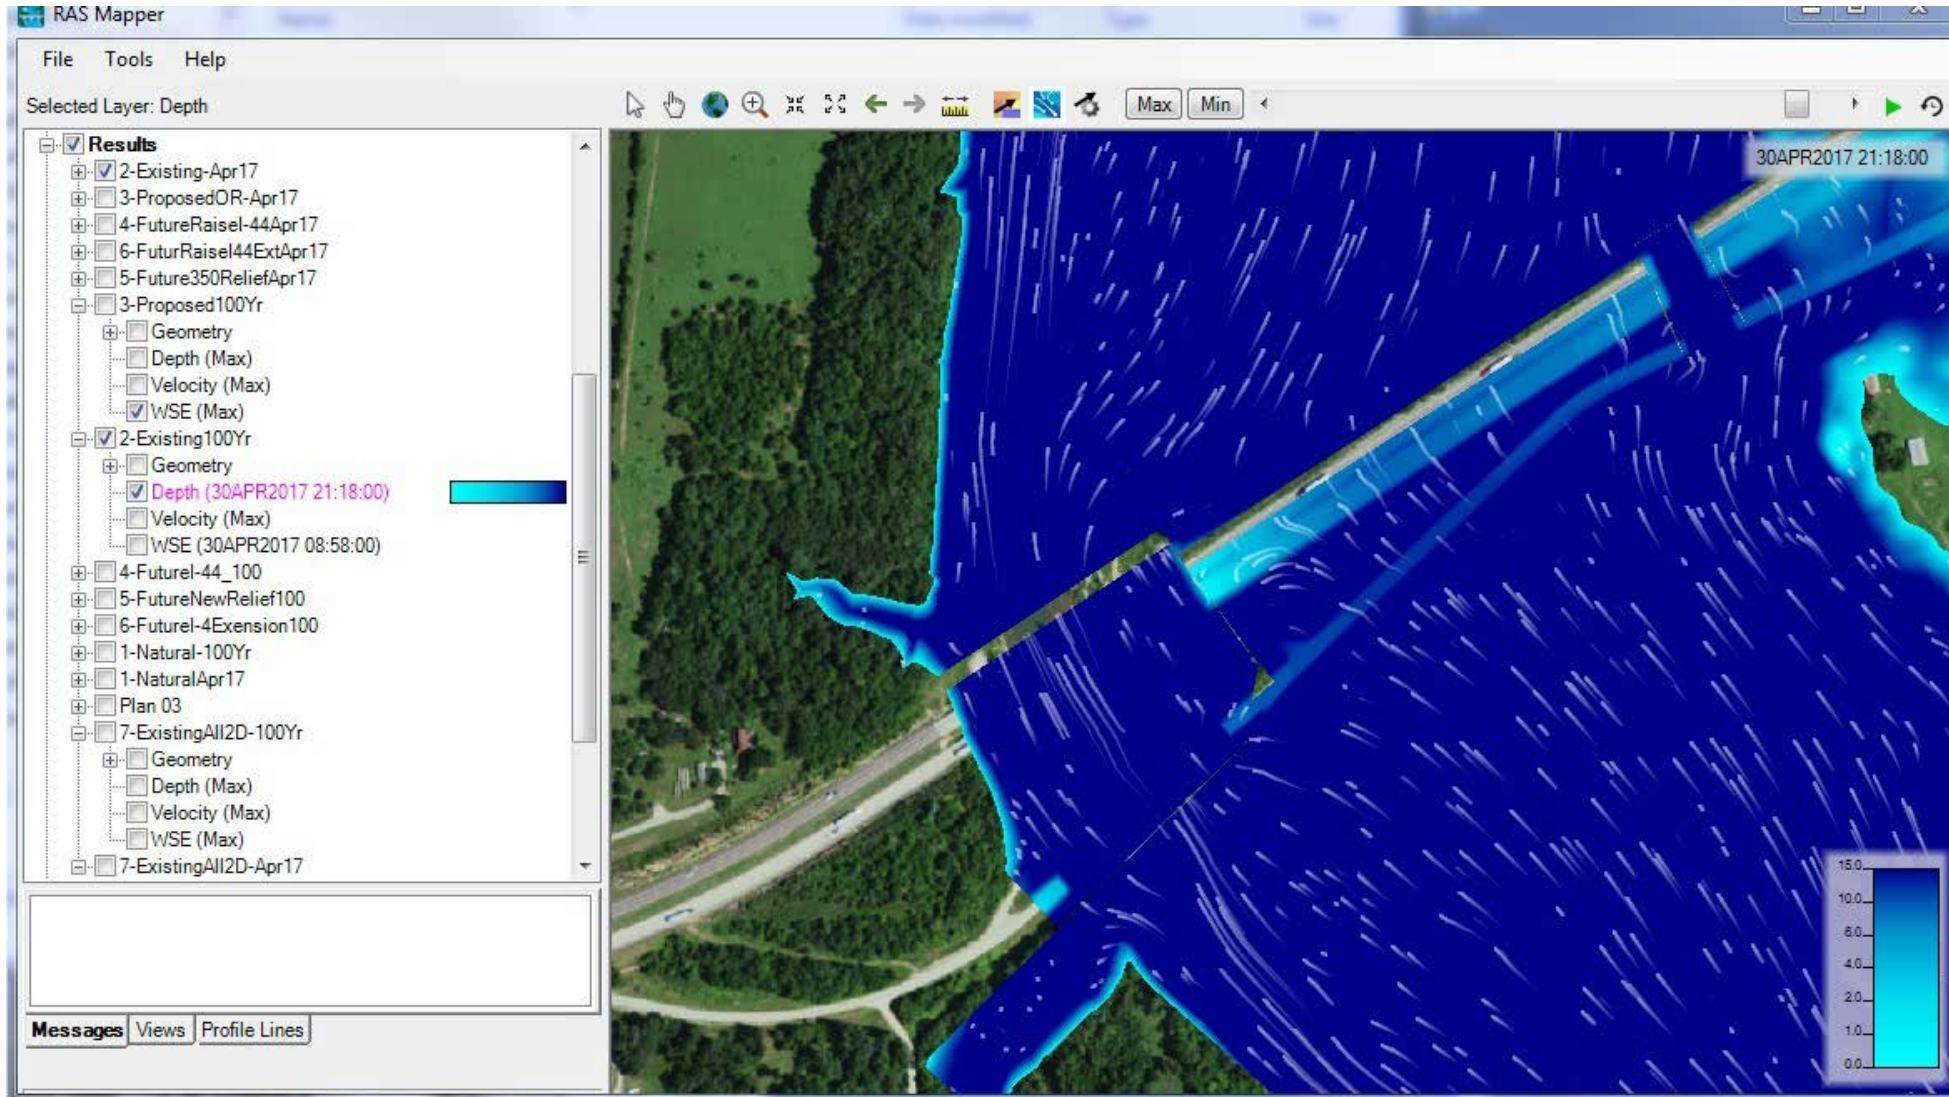 RAS Mapper
File Tools Help
Selected Layer: Depth
Max Min
Results
2-Existing-Apr17
3-ProposedOR-Apr17
4-FutureRaiseI-44Apr17
6-FuturRaiseI44ExtApr17
5-Future350ReliefApr17
3-Proposed100Yr
Geometry
Depth (Max)
Velocity (Max)
WSE (Max)
2-Existing100Yr
Geometry
Depth (30APR2017 21:18:00)
Velocity (Max)
WSE (30APR2017 08:58:00)
4-FutureI-44_100
5-FutureNewRelief100
6-FutureI-4Exension100
1-Natural-100Yr
1-NaturalApr17
Plan 03
7-ExistingAll2D-100Yr
Geometry
Depth (Max)
Velocity (Max)
WSE (Max)
7-ExistingAll2D-Apr17
Messages Views Profile Lines
30APR2017 21:18:00
15.0
10.0
6.0
4.0
2.0
1.0
0.0